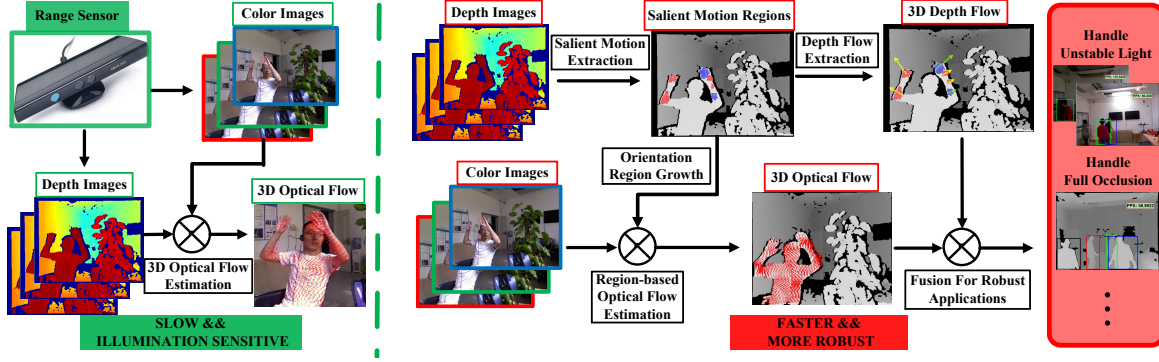 Range Sensor
Color Images
Depth Images
3D Optical Flow
3D Optical Flow
Estimation
SLOW &&
ILLUMINATION SENSITIVE
Depth Images
Salient Motion
Extraction
Salient Motion Regions
Depth Flow
Extraction
3D Depth Flow
Orientation
Region Growth
Color Images
3D Optical Flow
Region-based
Optical Flow
Estimation
Fusion For Robust
Applications
FASTER &&
MORE ROBUST
Handle
Unstable Light
Handle
Full Occlusion